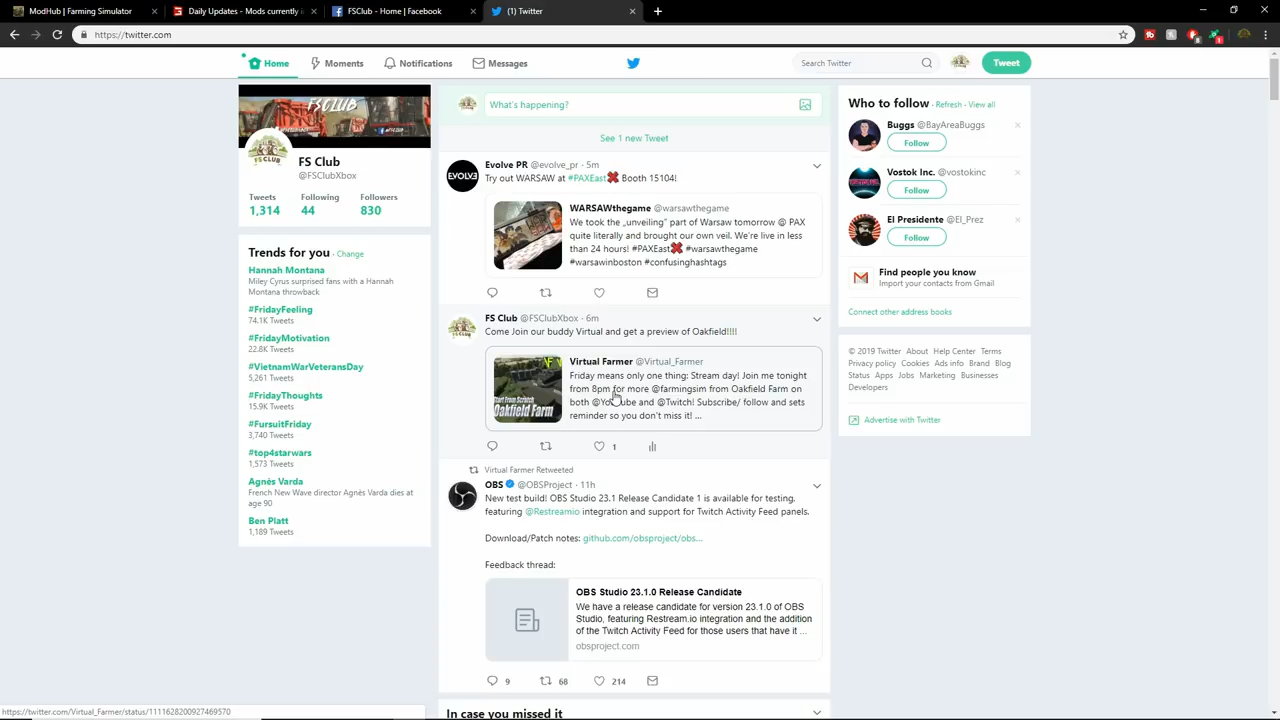 ModHub | Farming Simulator
Daily Updates - Mods currently i
FSClub - Home | Facebook
(1) Twitter
https://twitter.com
Home
Moments
Notifications
Messages
Search Twitter
Tweet
FSCLUB
FS CLUB
FS Club
@FSClubXbox
Tweets Following Followers
1,314 44 830
Trends for you · Change
Hannah Montana
Miley Cyrus surprised fans with a Hannah
Montana throwback
#FridayFeeling
74.1K Tweets
#FridayMotivation
22.8K Tweets
#VietnamWarVeteransDay
5,261 Tweets
#FridayThoughts
15.9K Tweets
#FursuitFriday
3,740 Tweets
#top4starwars
1,573 Tweets
Agnès Varda
French New Wave director Agnès Varda dies at
age 90
Ben Platt
1,189 Tweets
What's happening?
See 1 new Tweet
EVOLVE
Evolve PR @evolve_pr · 5m
Try out WARSAW at #PAXEast Booth 15104!
WARSAWthegame @warsawthegame
We took the „unveiling" part of Warsaw tomorrow @ PAX
quite literally and brought our own veil. We're live in less
than 24 hours! #PAXEast #warsawthegame
#warsawinboston #confusinghashtags
FS Club @FSClubXbox · 6m
Come Join our buddy Virtual and get a preview of Oakfield!!!!
Start From Scratch
Oakfield Farm
Virtual Farmer @Virtual_Farmer
Friday means only one thing: Stream day! Join me tonight
from 8pm for more @farmingsim from Oakfield Farm on
both @YouTube and @Twitch! Subscribe/ follow and sets
reminder so you don't miss it! ...
1
Virtual Farmer Retweeted
OBS @OBSProject · 11h
New test build! OBS Studio 23.1 Release Candidate 1 is available for testing,
featuring @Restreamio integration and support for Twitch Activity Feed panels.
Download/Patch notes: github.com/obsproject/obs...
Feedback thread:
OBS Studio 23.1.0 Release Candidate
We have a release candidate for version 23.1.0 of OBS
Studio, featuring Restream.io integration and the addition
of the Twitch Activity Feed for those users that have it ...
obsproject.com
9 68 214
In case you missed it
Who to follow · Refresh · View all
Buggs @BayAreaBuggs
Follow
Vostok Inc. @vostokinc
Follow
El Presidente @El_Prez
Follow
Find people you know
Import your contacts from Gmail
Connect other address books
© 2019 Twitter About Help Center Terms
Privacy policy Cookies Ads info Brand Blog
Status Apps Jobs Marketing Businesses
Developers
Advertise with Twitter
https://twitter.com/Virtual_Farmer/status/1111628200927469570